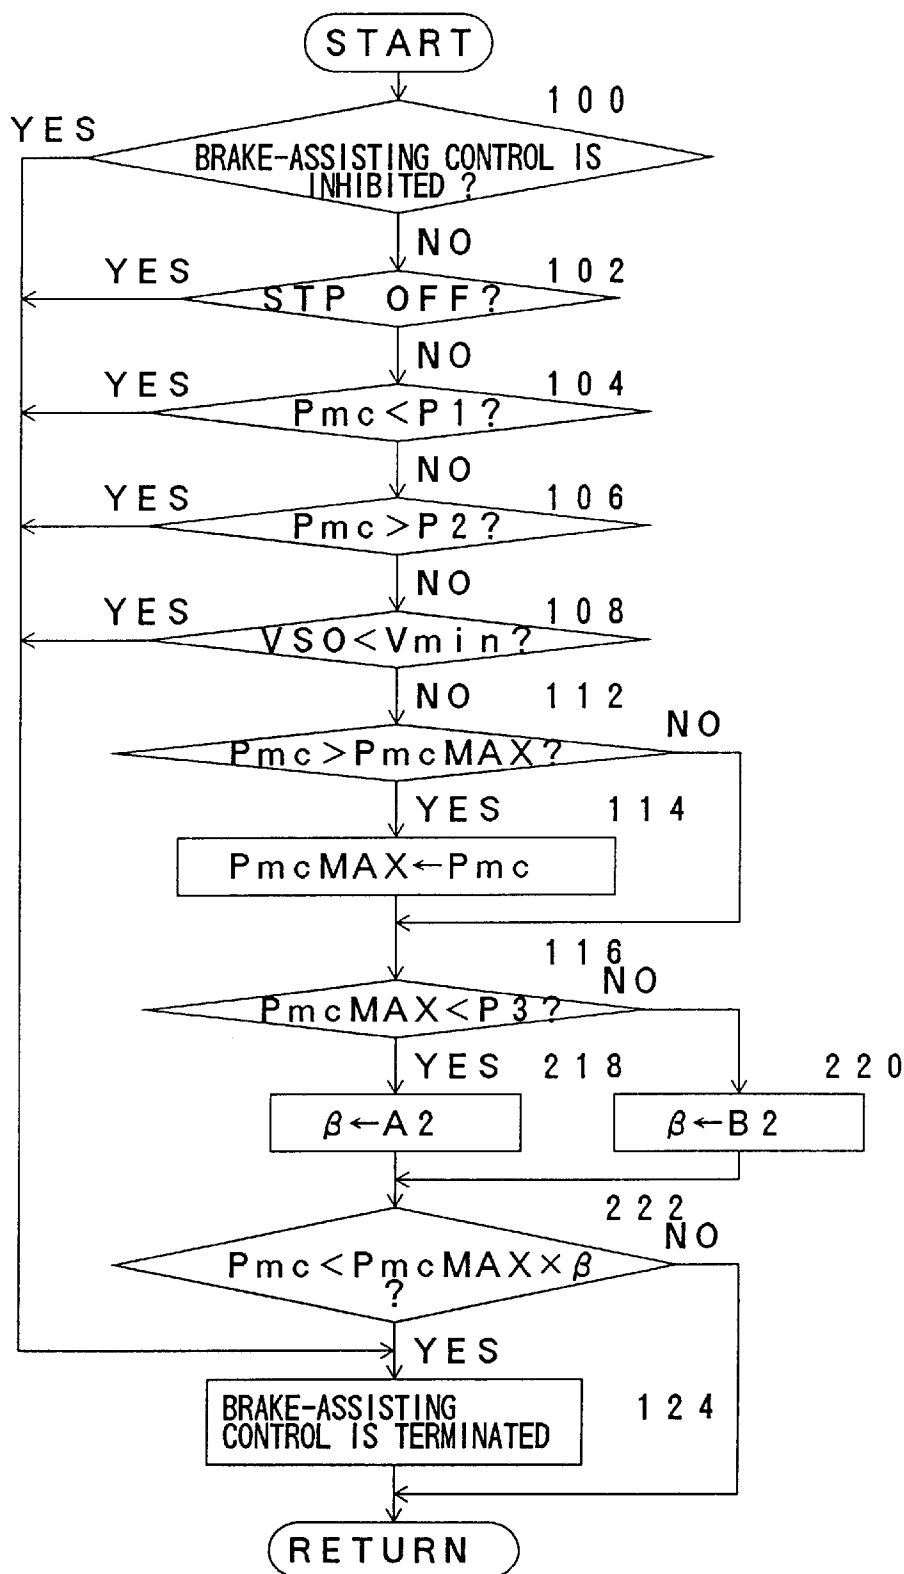 START
100
YES
BRAKE-ASSISTING CONTROL IS
INHIBITED ?
NO
102
YES
STP OFF?
NO
104
YES
Pmc<P1?
NO
106
YES
Pmc>P2?
NO
108
YES
VSO<Vmin?
NO
112
NO
Pmc>PmcMAX?
YES
114
PmcMAX←Pmc
116
NO
PmcMAX<P3?
YES
218
220
β←A2
β←B2
222
NO
Pmc<PmcMAX×β
?
YES
BRAKE-ASSISTING
CONTROL IS TERMINATED
124
RETURN